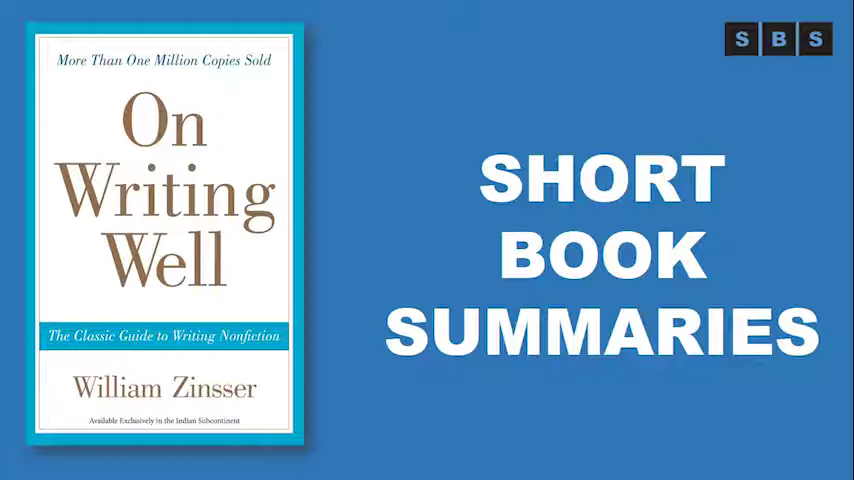 More Than One Million Copies Sold
On
Writing
Well
The Classic Guide to Writing Nonfiction
William Zinsser
Available Exclusively in the Indian Subcontinent
S B S
SHORT
BOOK
SUMMARIES